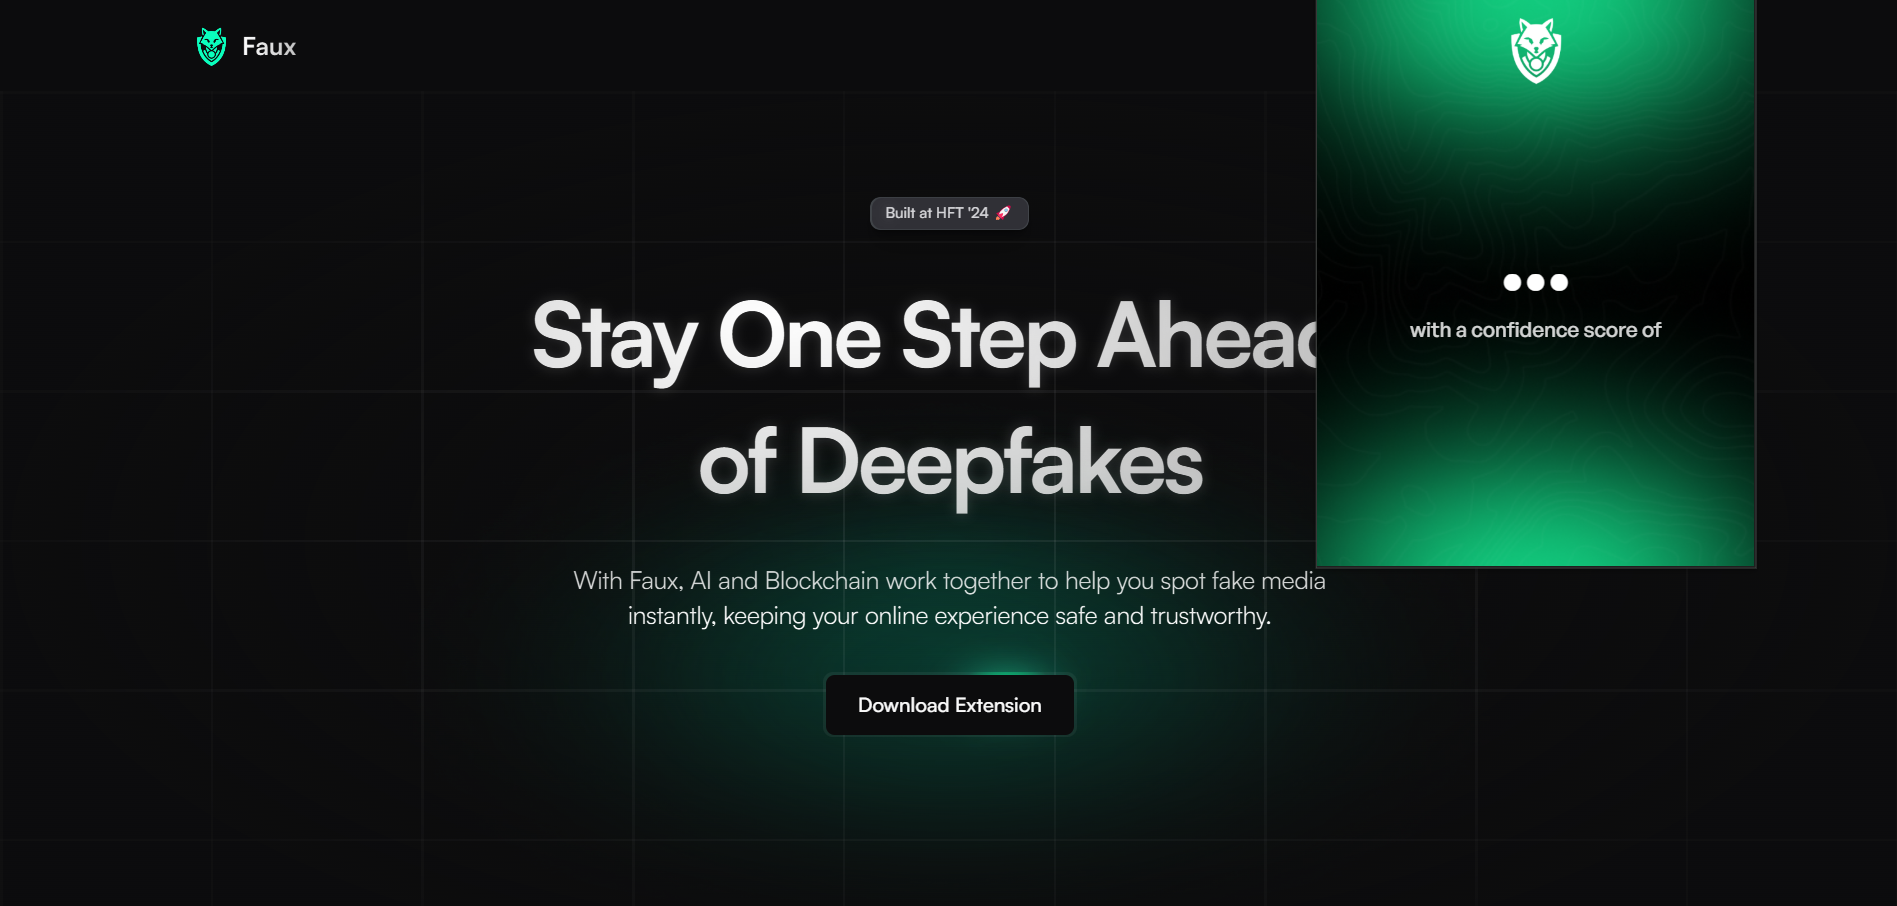 Faux
Built at HFT '24 🚀
Stay One Step Ahead
of Deepfakes
With Faux, AI and Blockchain work together to help you spot fake media
instantly, keeping your online experience safe and trustworthy.
Download Extension
with a confidence score of